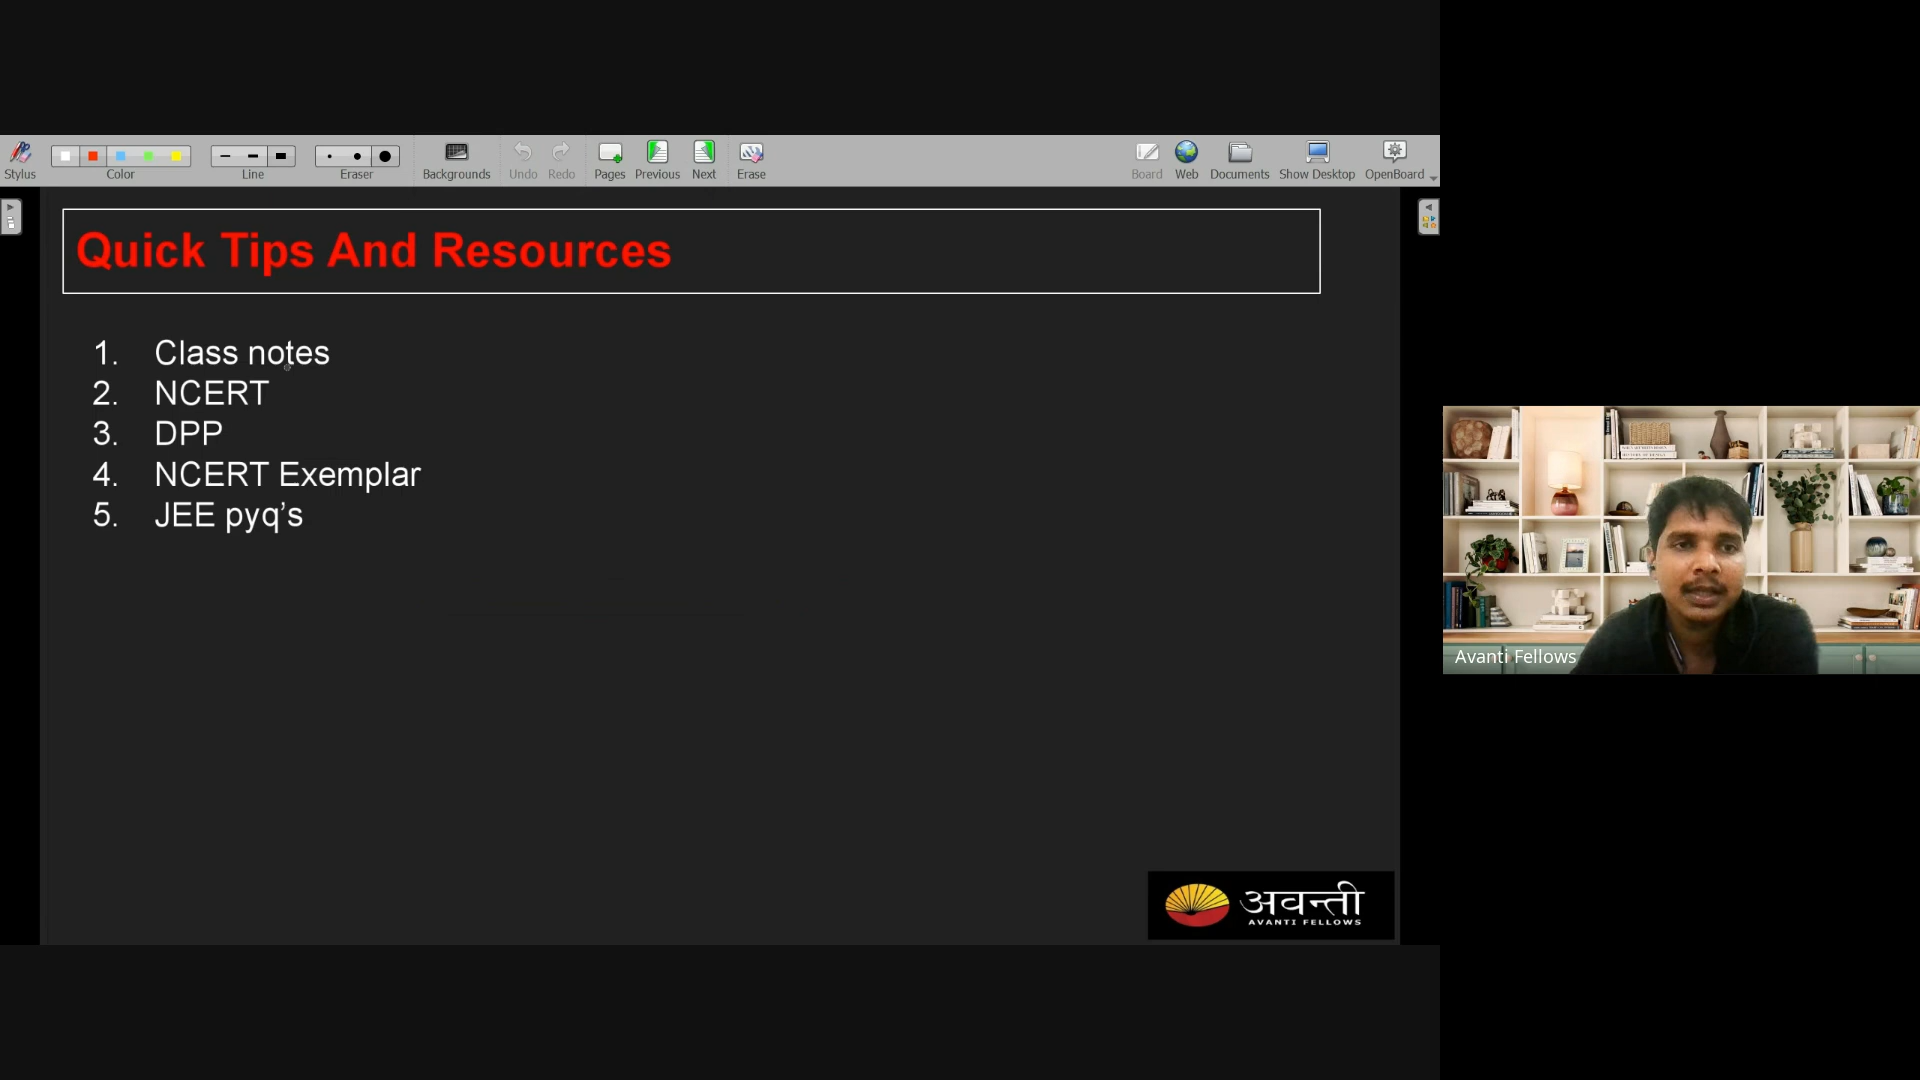 Stylus Color Line Eraser Backgrounds Undo Redo Pages Previous Next Erase Board Web Documents Show Desktop OpenBoard
Quick Tips And Resources
1. Class notes
2. NCERT
3. DPP
4. NCERT Exemplar
5. JEE pyq’s
Avanti Fellows
अवन्ती
AVANTI FELLOWS